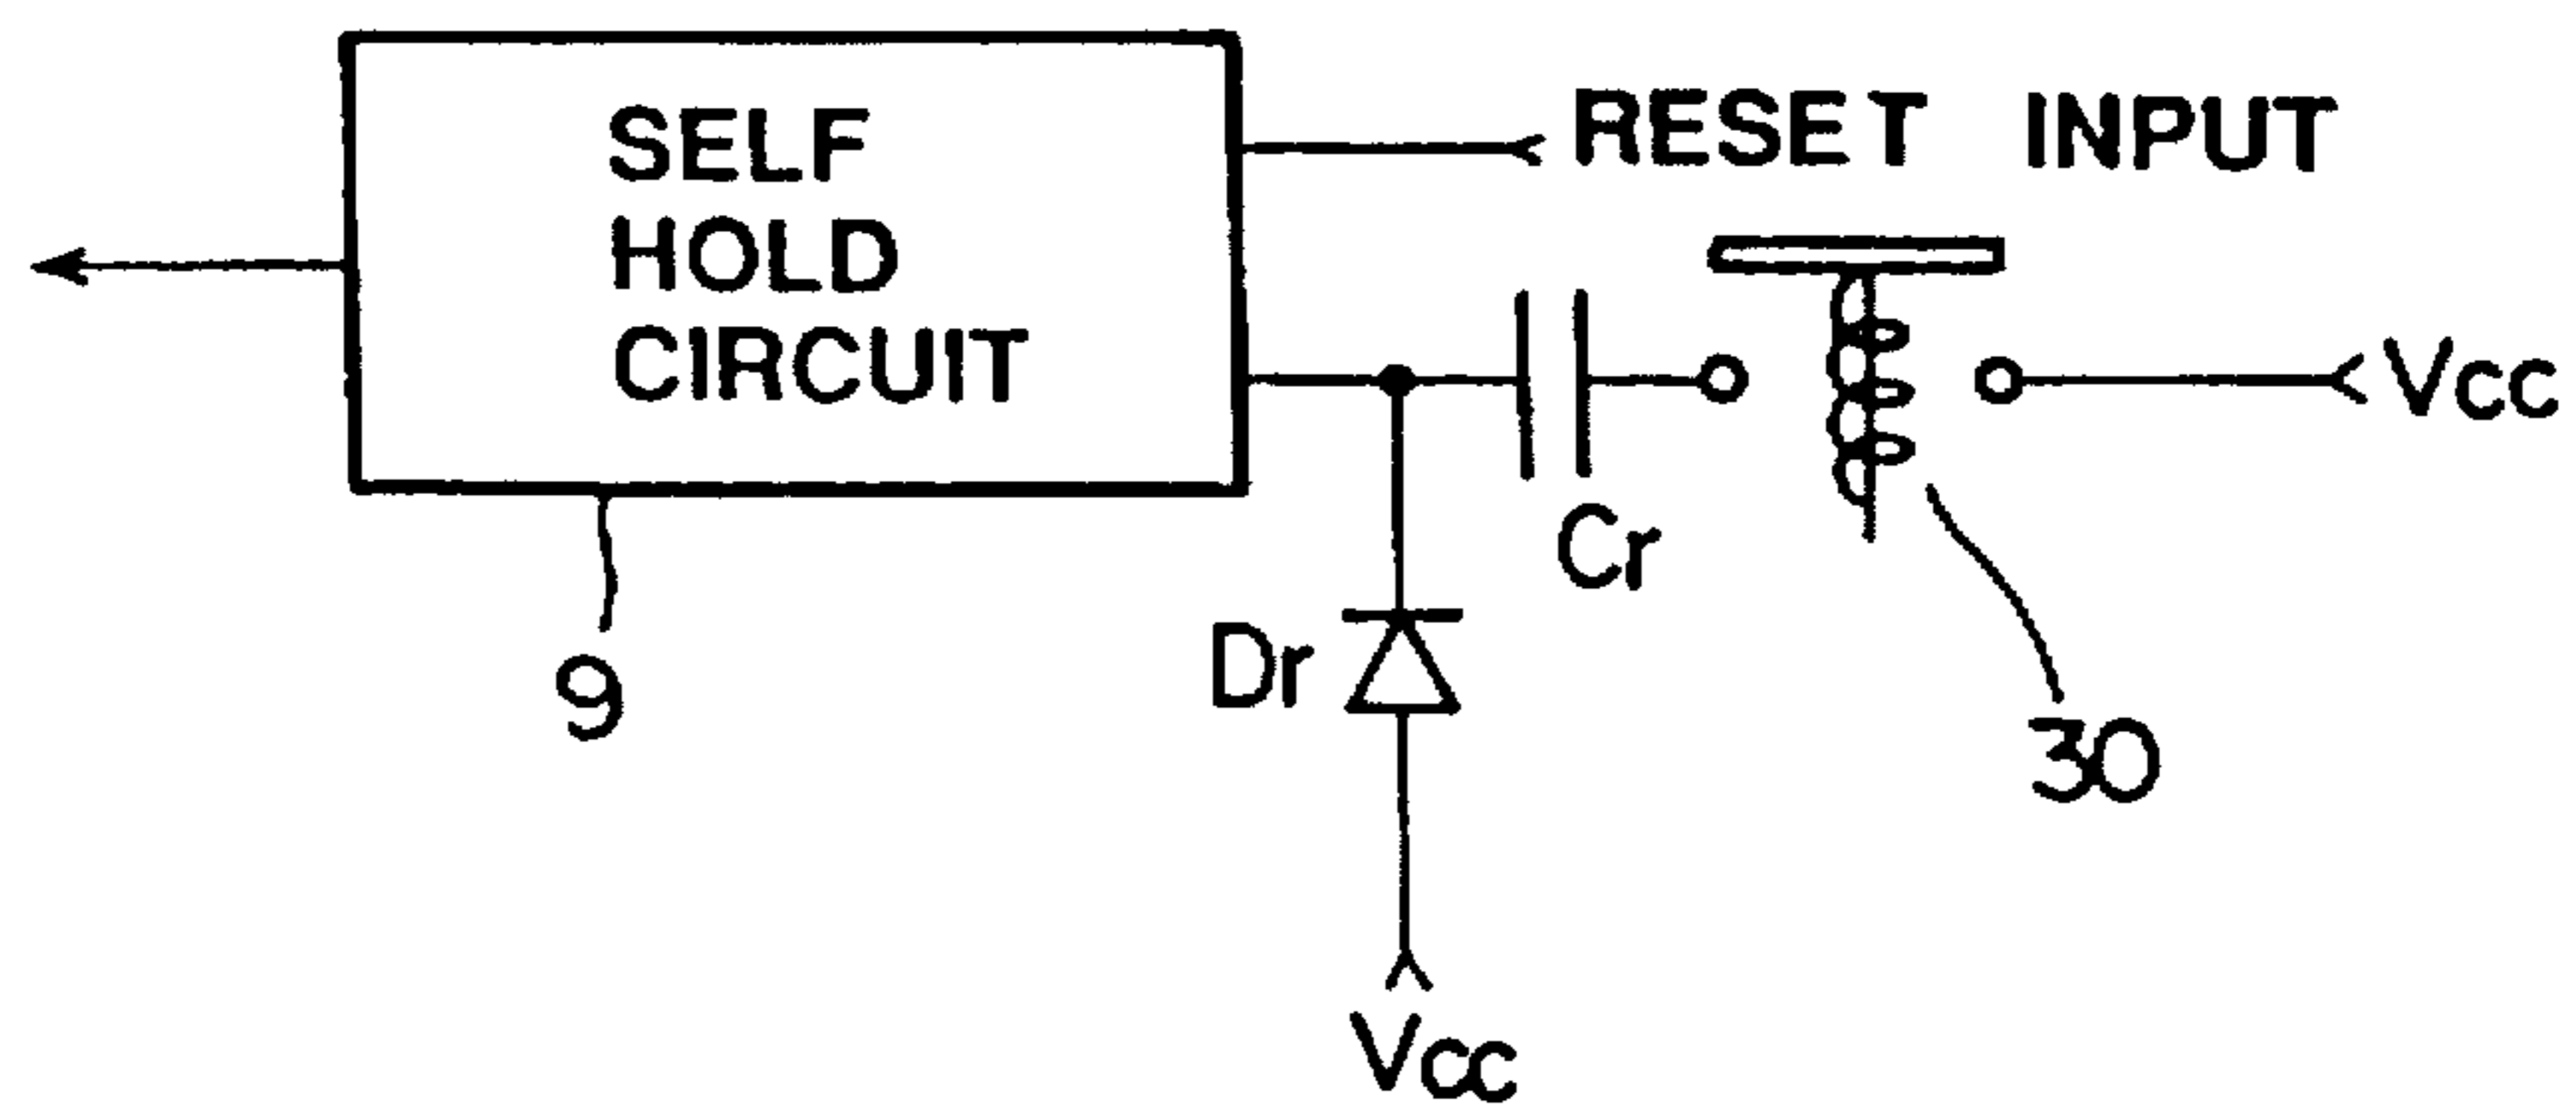 SELF
HOLD
CIRCUIT
RESET INPUT
Vcc
Cr
Dr
9
30
Vcc